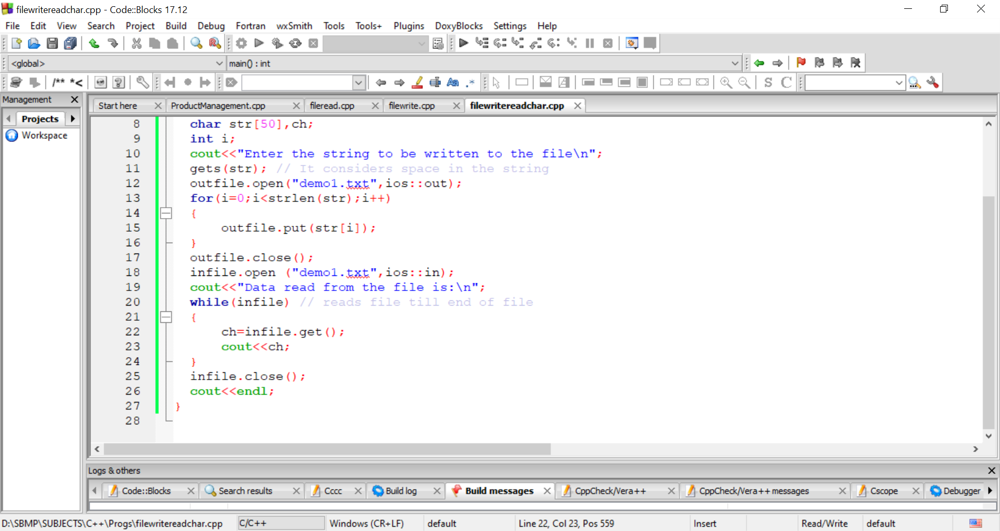 filewritereadchar.cpp - Code::Blocks 17.12
File Edit View Search Project Build Debug Fortran wxSmith Tools Tools+ Plugins DoxyBlocks Settings Help
<global> main() : int
/** *<
Management
Start here ProductManagement.cpp fileread.cpp filewrite.cpp filewritereadchar.cpp
Projects
Workspace
8 char str[50],ch;
9 int i;
10 cout<<"Enter the string to be written to the file\n";
11 gets(str); // It considers space in the string
12 outfile.open("demo1.txt",ios::out);
13 for(i=0;i<strlen(str);i++)
14 {
15 outfile.put(str[i]);
16 }
17 outfile.close();
18 infile.open ("demo1.txt",ios::in);
19 cout<<"Data read from the file is:\n";
20 while(infile) // reads file till end of file
21 {
22 ch=infile.get();
23 cout<<ch;
24 }
25 infile.close();
26 cout<<endl;
27 }
28
Logs & others
Code::Blocks Search results Cccc Build log Build messages CppCheck/Vera++ CppCheck/Vera++ messages Cscope Debugger
D:\SBMP\SUBJECTS\C++\Progs\filewritereadchar.cpp C/C++ Windows (CR+LF) default Line 22, Col 23, Pos 559 Insert Read/Write default